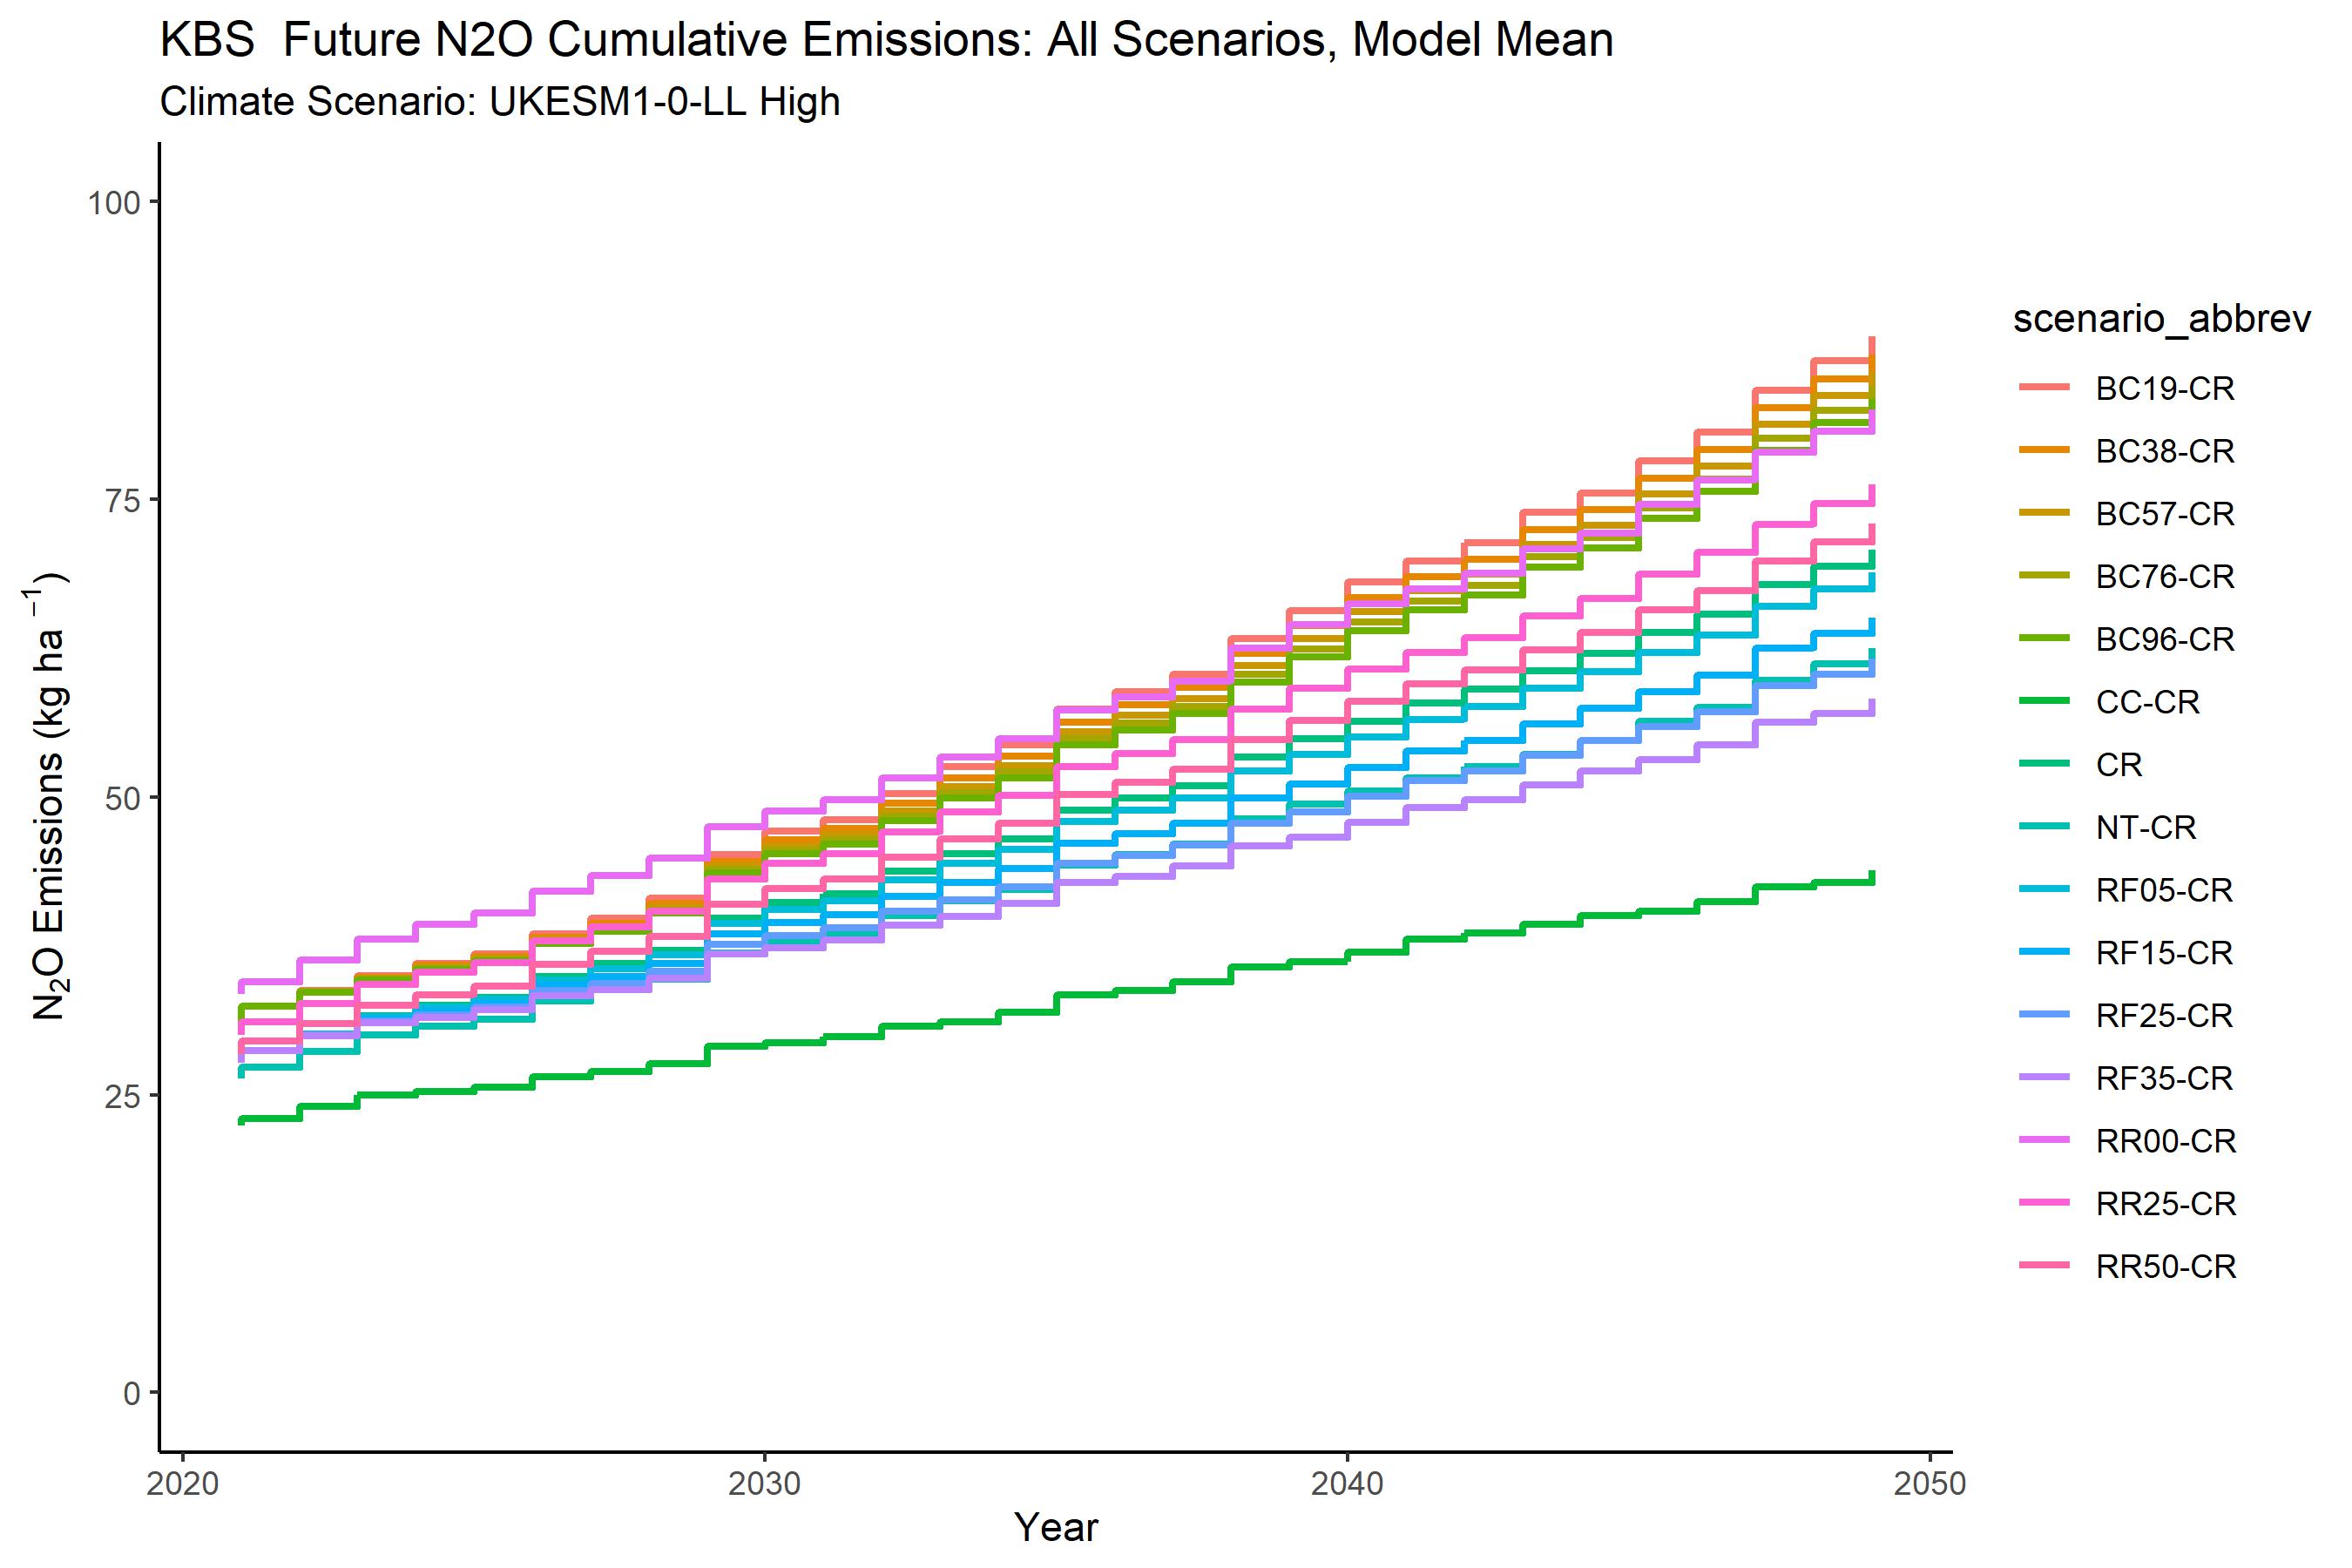 KBS  Future N2O Cumulative Emissions: All Scenarios, Model Mean
Climate Scenario: UKESM1-0-LL High
N₂O Emissions (kg ha ⁻¹)
100
75
50
25
0
2020
2030
2040
2050
Year
scenario_abbrev
BC19-CR
BC38-CR
BC57-CR
BC76-CR
BC96-CR
CC-CR
CR
NT-CR
RF05-CR
RF15-CR
RF25-CR
RF35-CR
RR00-CR
RR25-CR
RR50-CR